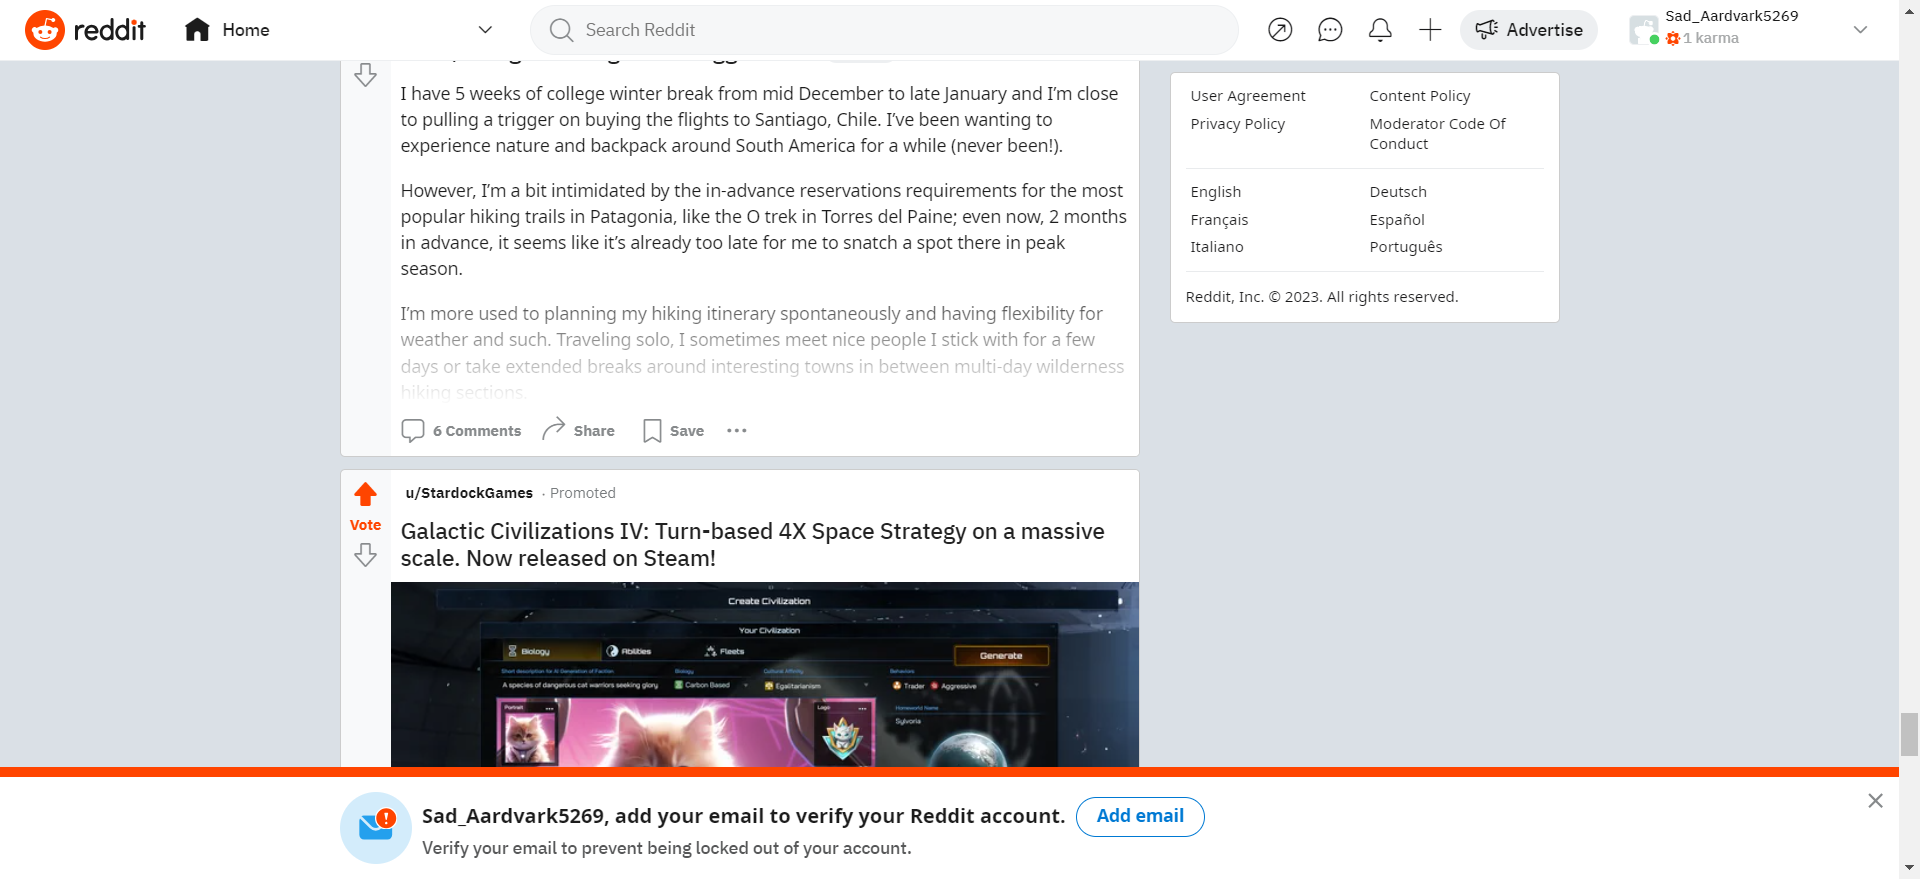 reddit
Home
Search Reddit
Advertise
Sad_Aardvark5269
1 karma
I have 5 weeks of college winter break from mid December to late January and I'm close
to pulling a trigger on buying the flights to Santiago, Chile. I've been wanting to
experience nature and backpack around South America for a while (never been!).
However, I'm a bit intimidated by the in-advance reservations requirements for the most
popular hiking trails in Patagonia, like the O trek in Torres del Paine; even now, 2 months
in advance, it seems like it's already too late for me to snatch a spot there in peak
season.
I'm more used to planning my hiking itinerary spontaneously and having flexibility for
weather and such. Traveling solo, I sometimes meet nice people I stick with for a few
days or take extended breaks around interesting towns in between multi-day wilderness
hiking sections.
6 Comments
Share
Save
User Agreement
Content Policy
Privacy Policy
Moderator Code Of
Conduct
English
Deutsch
Français
Español
Italiano
Português
Reddit, Inc. © 2023. All rights reserved.
u/StardockGames · Promoted
Vote
Galactic Civilizations IV: Turn-based 4X Space Strategy on a massive
scale. Now released on Steam!
Create Civilization
Your Civilization
Biology
Abilities
Fleets
Generate
Short description for AI Generation of Faction
Biology
Cultural Affinity
Behaviors
A species of dangerous cat warriors seeking glory
Carbon Based
Egalitarianism
Trader
Aggressive
Portrait
Logo
Homeworld Name
Sylvoria
Sad_Aardvark5269, add your email to verify your Reddit account.
Add email
Verify your email to prevent being locked out of your account.